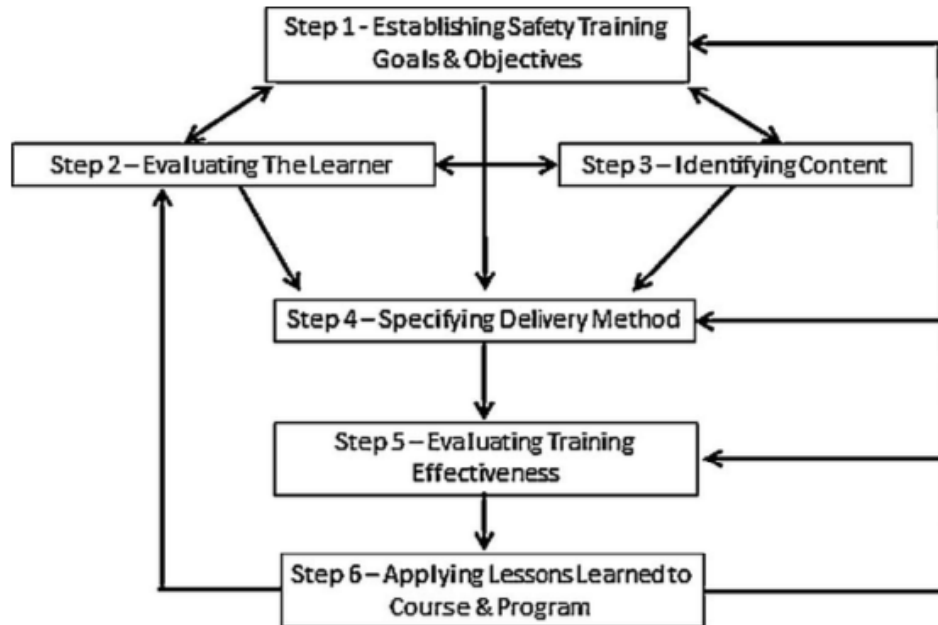 Step 1 - Establishing Safety Training
Goals & Objectives
Step 2 – Evaluating The Learner
Step 3 – Identifying Content
Step 4 – Specifying Delivery Method
Step 5 – Evaluating Training
Effectiveness
Step 6 – Applying Lessons Learned to
Course & Program